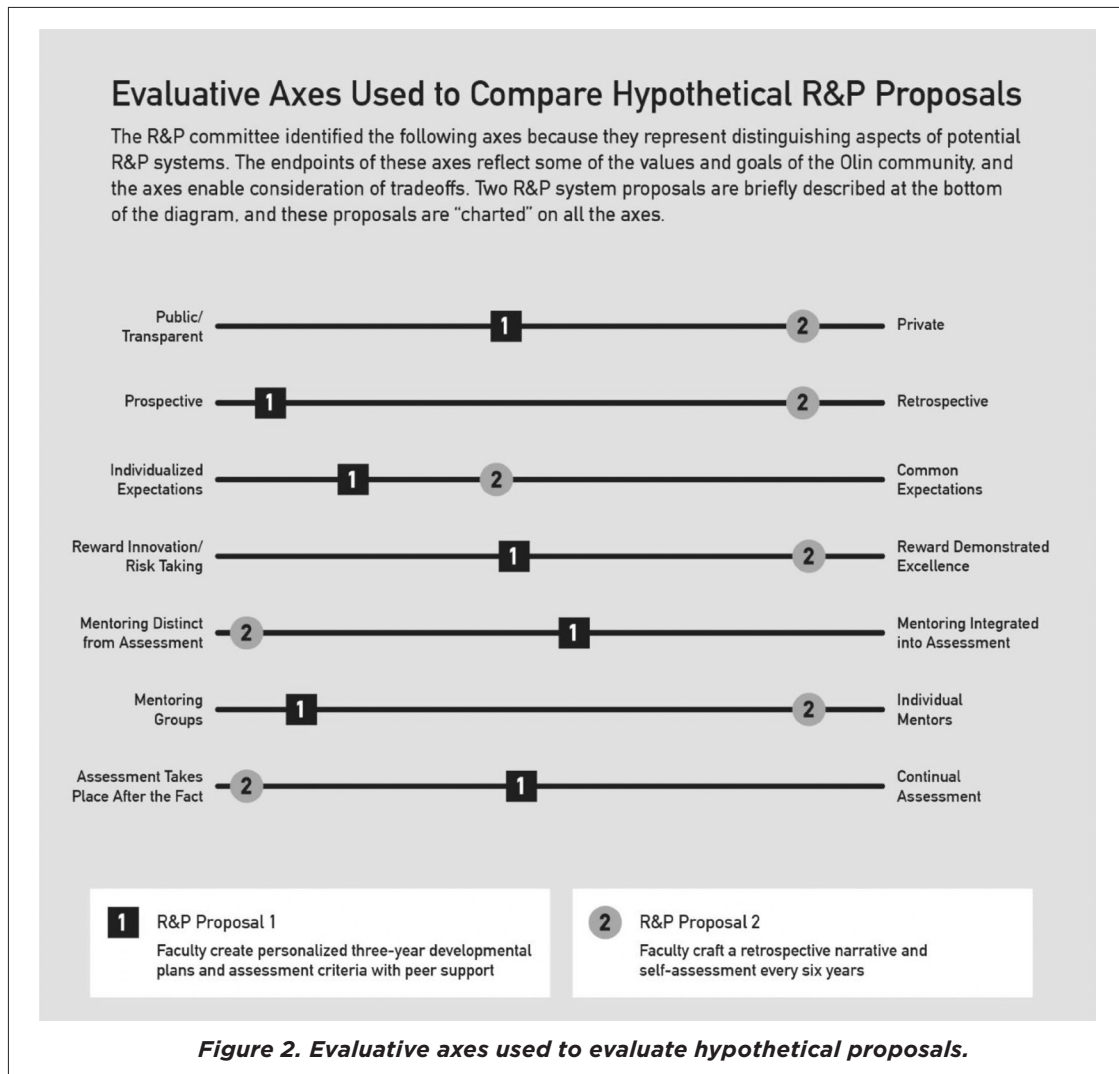 Evaluative Axes Used to Compare Hypothetical R&P Proposals
The R&P committee identified the following axes because they represent distinguishing aspects of potential
R&P systems. The endpoints of these axes reflect some of the values and goals of the Olin community, and
the axes enable consideration of tradeoffs. Two R&P system proposals are briefly described at the bottom
of the diagram, and these proposals are “charted” on all the axes.
Public/
Transparent
1
2
Private
Prospective
1
2
Retrospective
Individualized
Expectations
1
2
Common
Expectations
Reward Innovation/
Risk Taking
1
2
Reward Demonstrated
Excellence
Mentoring Distinct
from Assessment
2
1
Mentoring Integrated
into Assessment
Mentoring
Groups
1
2
Individual
Mentors
Assessment Takes
Place After the Fact
2
1
Continual
Assessment
1
R&P Proposal 1
Faculty create personalized three-year developmental
plans and assessment criteria with peer support
2
R&P Proposal 2
Faculty craft a retrospective narrative and
self-assessment every six years
Figure 2. Evaluative axes used to evaluate hypothetical proposals.